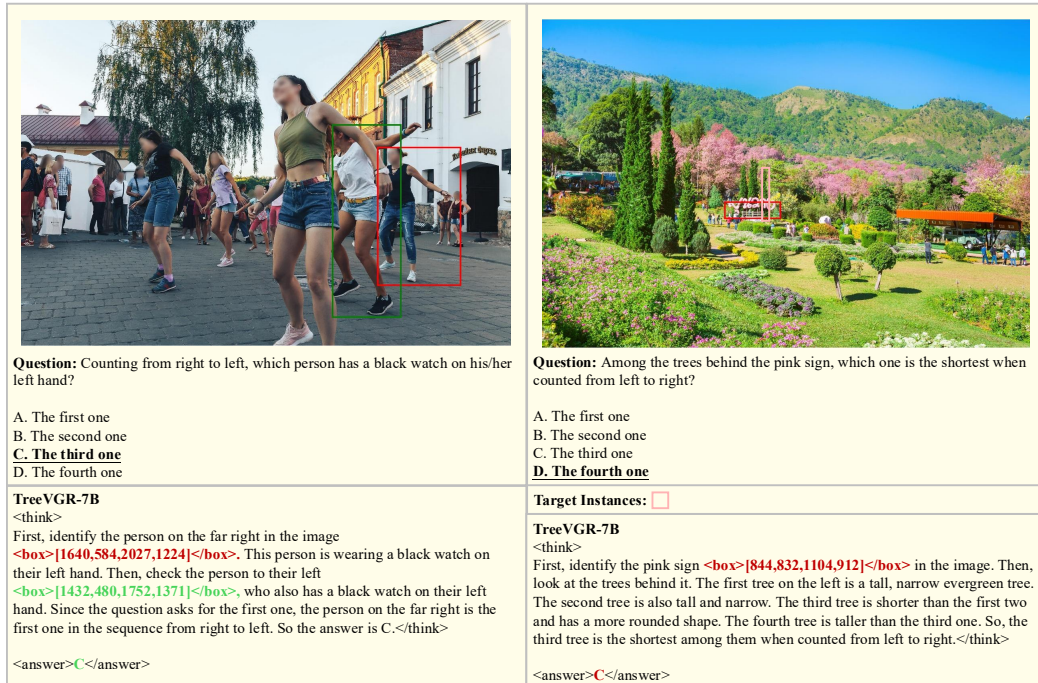 Question: Counting from right to left, which person has a black watch on his/her
left hand?
A. The first one
B. The second one
C. The third one
D. The fourth one
TreeVGR-7B
<think>
First, identify the person on the far right in the image
<box>[1640,584,2027,1224]</box>. This person is wearing a black watch on
their left hand. Then, check the person to their left
<box>[1432,480,1752,1371]</box>, who also has a black watch on their left
hand. Since the question asks for the first one, the person on the far right is the
first one in the sequence from right to left. So the answer is C.</think>
<answer>C</answer>
Question: Among the trees behind the pink sign, which one is the shortest when
counted from left to right?
A. The first one
B. The second one
C. The third one
D. The fourth one
Target Instances:
TreeVGR-7B
<think>
First, identify the pink sign <box>[844,832,1104,912]</box> in the image. Then,
look at the trees behind it. The first tree on the left is a tall, narrow evergreen tree.
The second tree is also tall and narrow. The third tree is shorter than the first two
and has a more rounded shape. The fourth tree is taller than the third one. So, the
third tree is the shortest among them when counted from left to right.</think>
<answer>C</answer>